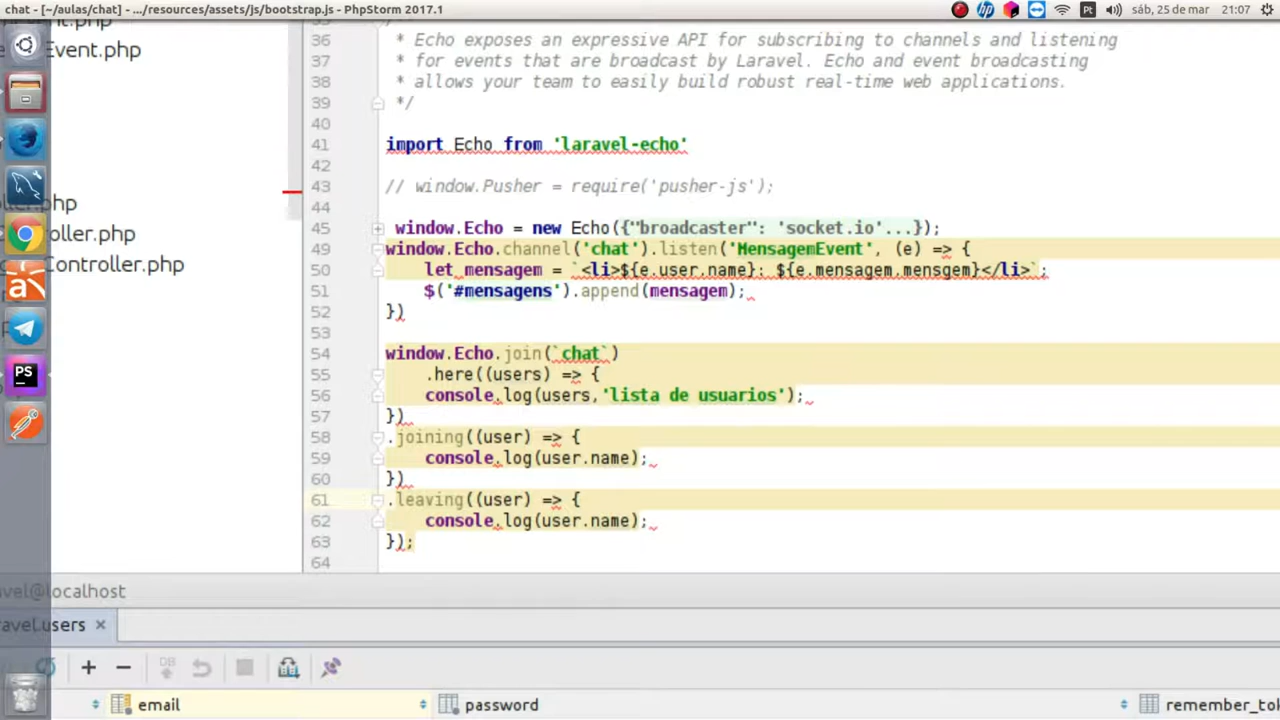 chat - [~/aulas/chat] - .../resources/assets/js/bootstrap.js - PhpStorm 2017.1
Pt
sáb, 25 de mar
21:07
Event.php
oller.php
Controller.php
36 * Echo exposes an expressive API for subscribing to channels and listening
37 * for events that are broadcast by Laravel. Echo and event broadcasting
38 * allows your team to easily build robust real-time web applications.
39 */
40
41 import Echo from 'laravel-echo'
42
43 // window.Pusher = require('pusher-js');
44
45 window.Echo = new Echo({"broadcaster": 'socket.io'...});
49 window.Echo.channel('chat').listen('MensagemEvent', (e) => {
50 let mensagem = `<li>${e.user.name}: ${e.mensagem.mensgem}</li>`;
51 $('#mensagens').append(mensagem);
52 })
53
54 window.Echo.join(`chat`)
55 .here((users) => {
56 console.log(users,'lista de usuarios');
57 })
58 .joining((user) => {
59 console.log(user.name);
60 })
61 .leaving((user) => {
62 console.log(user.name);
63 });
64
avel@localhost
ravel.users ×
PS
DB
email
password
remember_tok